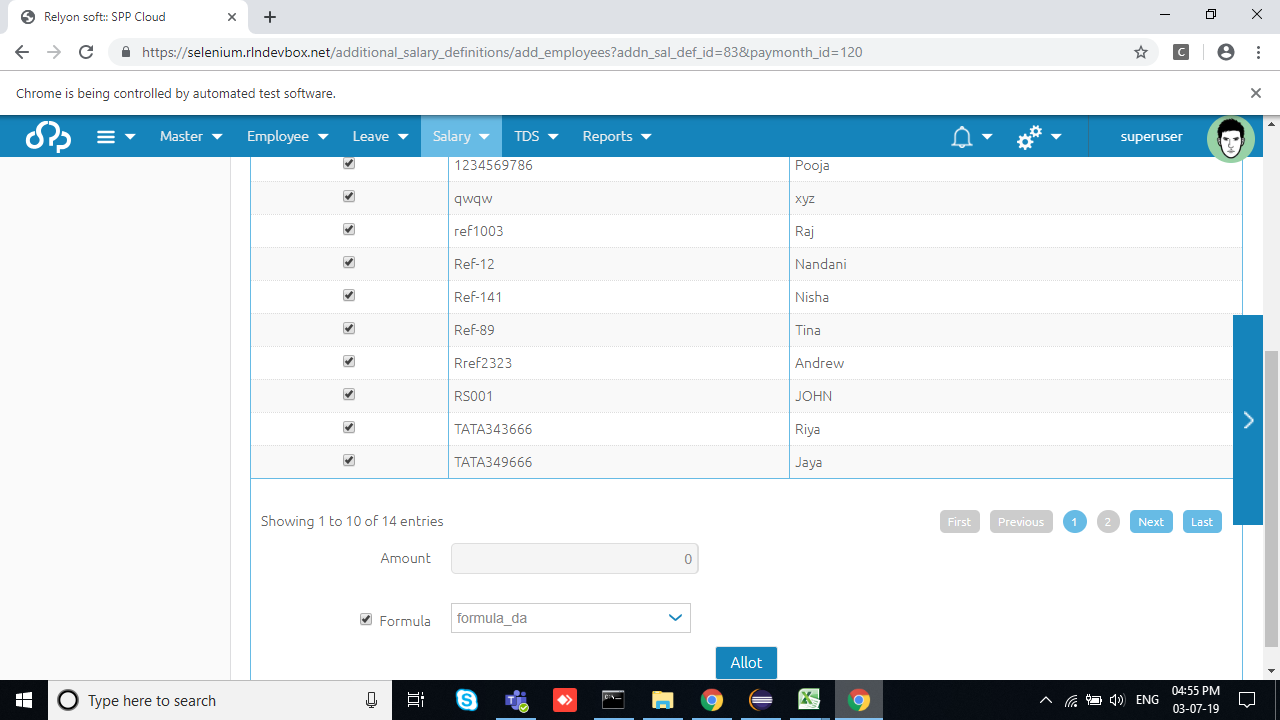 Relyon soft:: SPP Cloud
https://selenium.rlndevbox.net/additional_salary_definitions/add_employees?addn_sal_def_id=83&paymonth_id=120
C
Chrome is being controlled by automated test software.
Master Employee Leave Salary TDS Reports superuser
1234569786 Pooja
qwqw xyz
ref1003 Raj
Ref-12 Nandani
Ref-141 Nisha
Ref-89 Tina
Rref2323 Andrew
RS001 JOHN
TATA343666 Riya
TATA349666 Jaya
Showing 1 to 10 of 14 entries First Previous 1 2 Next Last
Amount 0
Formula formula_da
Allot
Type here to search ENG 04:55 PM
03-07-19